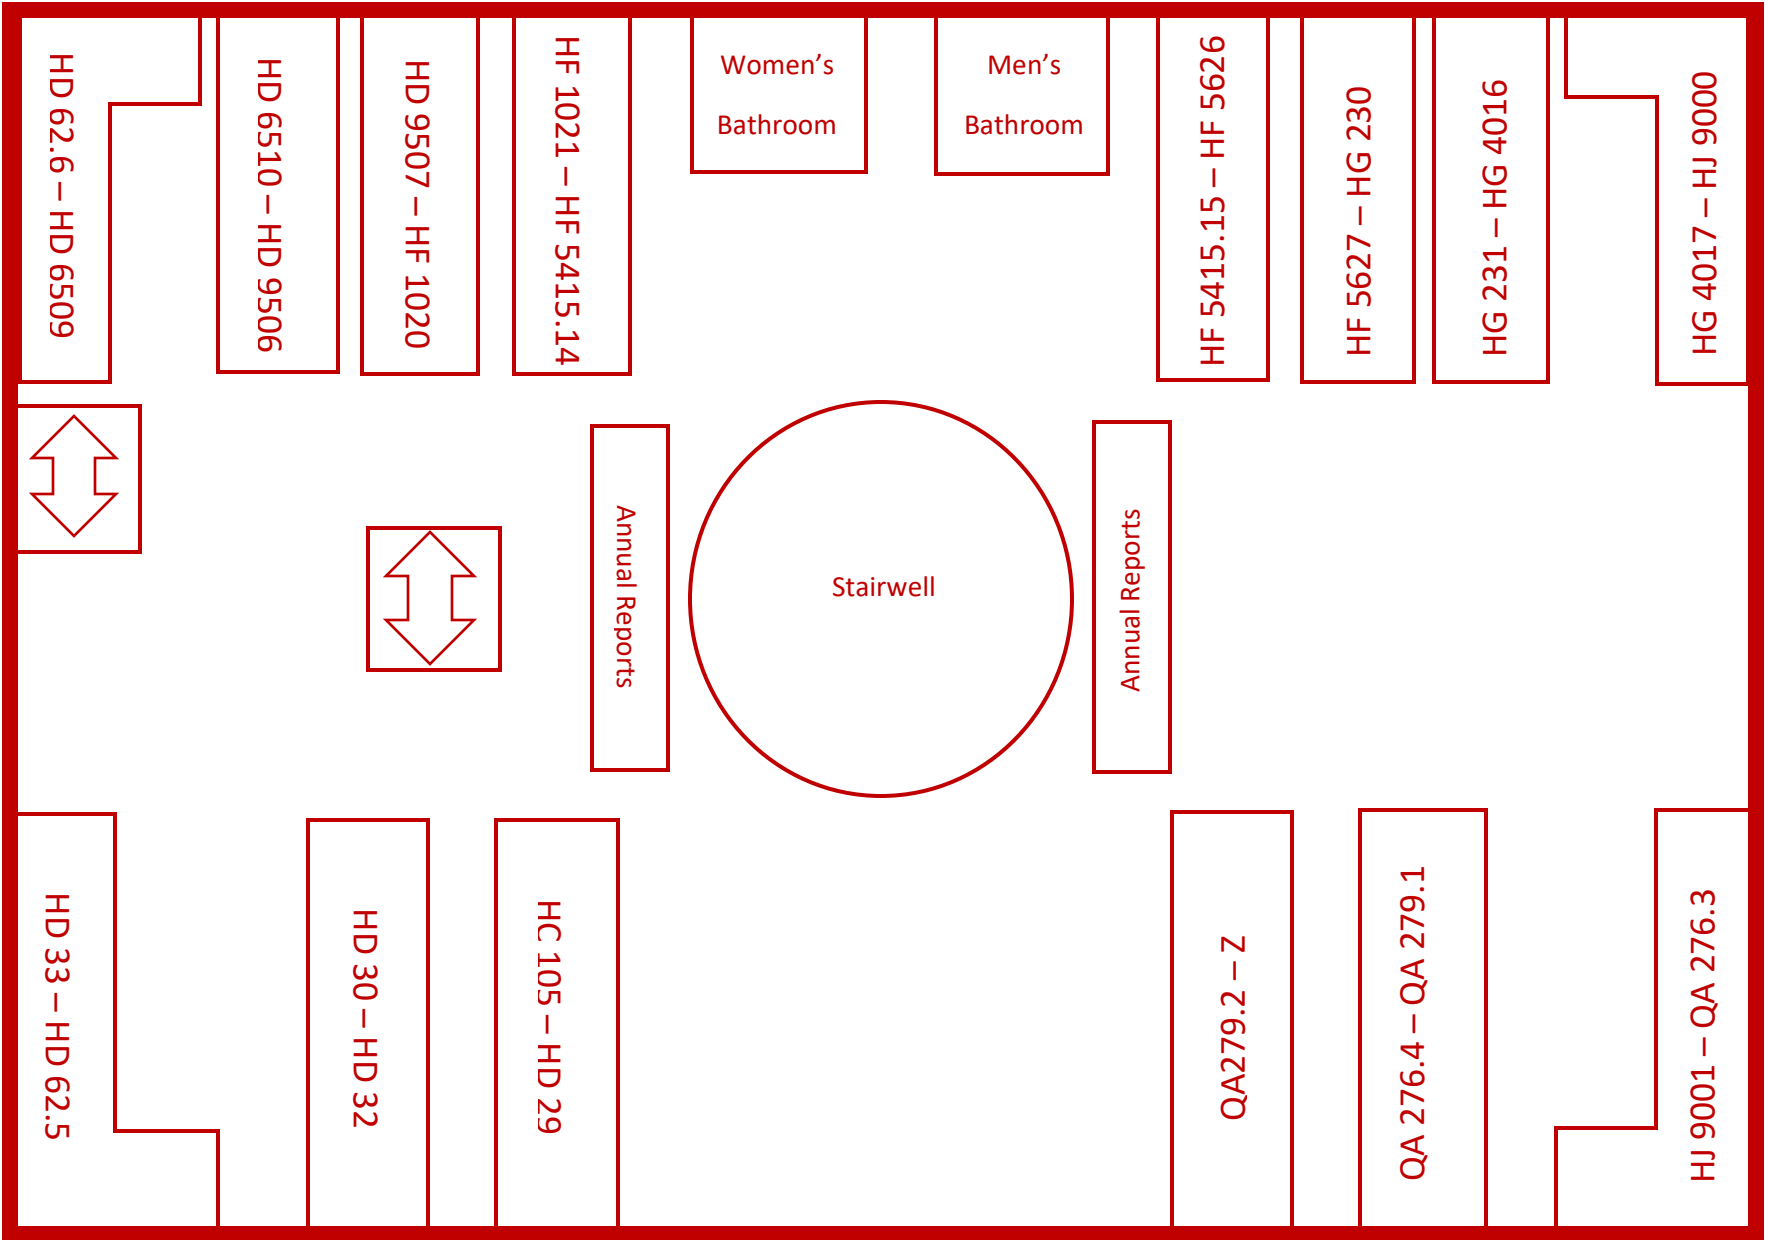 HD 62.6 – HD 6509
HD 6510 – HD 9506
HD 9507 – HF 1020
HF 1021 – HF 5415.14
Women’s
Bathroom
Men’s
Bathroom
HF 5415.15 – HF 5626
HF 5627 – HG 230
HG 231 – HG 4016
HG 4017 – HJ 9000
Annual Reports
Stairwell
Annual Reports
HD 33 – HD 62.5
HD 30 – HD 32
HC 105 – HD 29
QA279.2 – Z
QA 276.4 – QA 279.1
HJ 9001 – QA 276.3